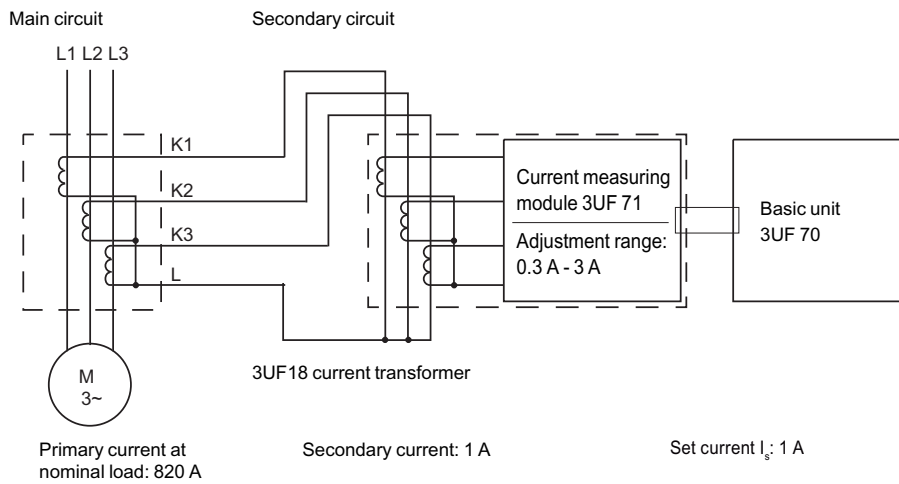 Main circuit
Secondary circuit
L1 L2 L3
K1
K2
K3
L
Current measuring
module 3UF 71
Adjustment range:
0.3 A - 3 A
Basic unit
3UF 70
M
3~
3UF18 current transformer
Primary current at
nominal load: 820 A
Secondary current: 1 A
Set current Is: 1 A